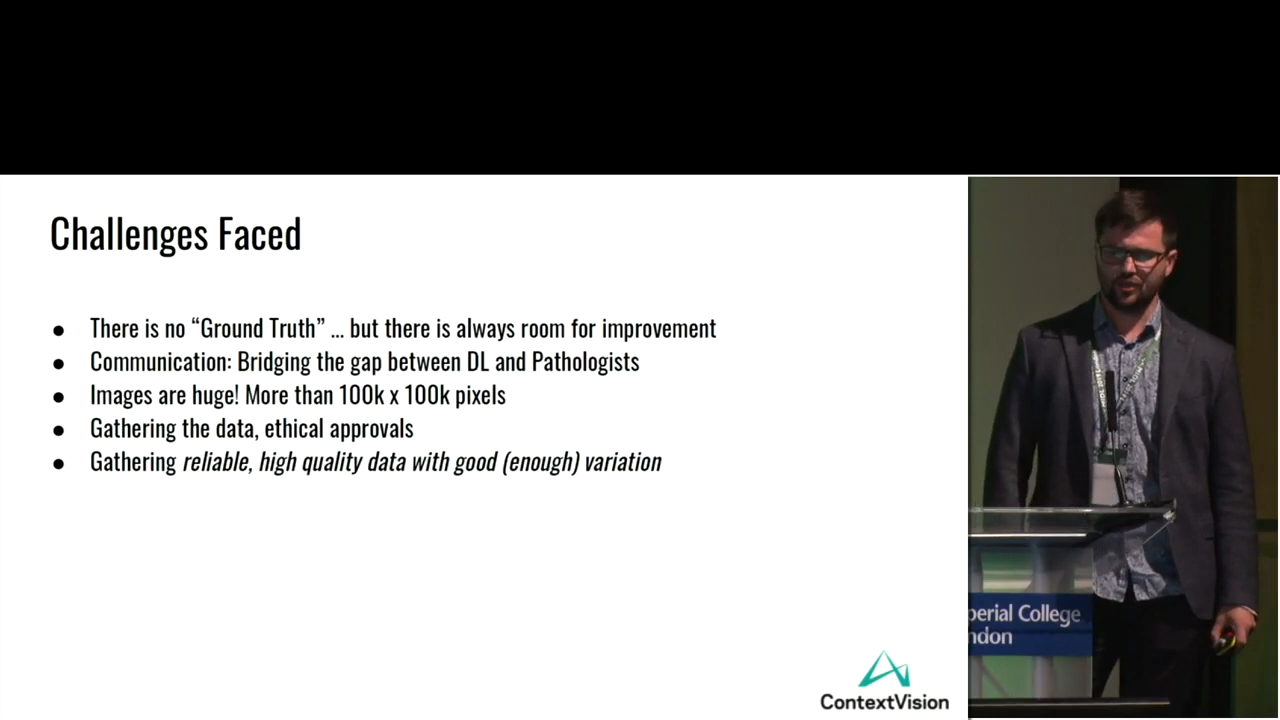 Challenges Faced
● There is no “Ground Truth” ... but there is always room for improvement
● Communication: Bridging the gap between DL and Pathologists
● Images are huge! More than 100k x 100k pixels
● Gathering the data, ethical approvals
● Gathering reliable, high quality data with good (enough) variation
perial College
ndon
ContextVision